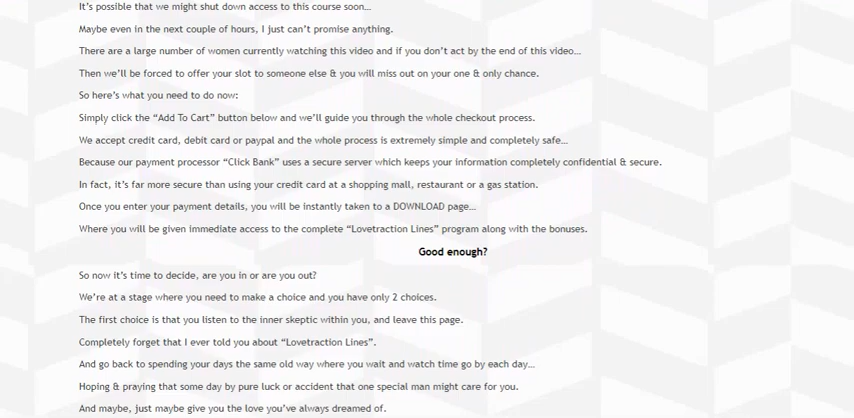 It's possible that we might shut down access to this course soon...
Maybe even in the next couple of hours, I just can't promise anything.
There are a large number of women currently watching this video and if you don't act by the end of this video...
Then we'll be forced to offer your slot to someone else & you will miss out on your one & only chance.
So here's what you need to do now:
Simply click the “Add To Cart” button below and we'll guide you through the whole checkout process.
We accept credit card, debit card or paypal and the whole process is extremely simple and completely safe...
Because our payment processor “Click Bank” uses a secure server which keeps your information completely confidential & secure.
In fact, it's far more secure than using your credit card at a shopping mall, restaurant or a gas station.
Once you enter your payment details, you will be instantly taken to a DOWNLOAD page...
Where you will be given immediate access to the complete “Lovetraction Lines” program along with the bonuses.
Good enough?
So now it's time to decide, are you in or are you out?
We're at a stage where you need to make a choice and you have only 2 choices.
The first choice is that you listen to the inner skeptic within you, and leave this page.
Completely forget that I ever told you about “Lovetraction Lines”.
And go back to spending your days the same old way where you wait and watch time go by each day...
Hoping & praying that some day by pure luck or accident that one special man might care for you.
And maybe, just maybe give you the love you've always dreamed of.